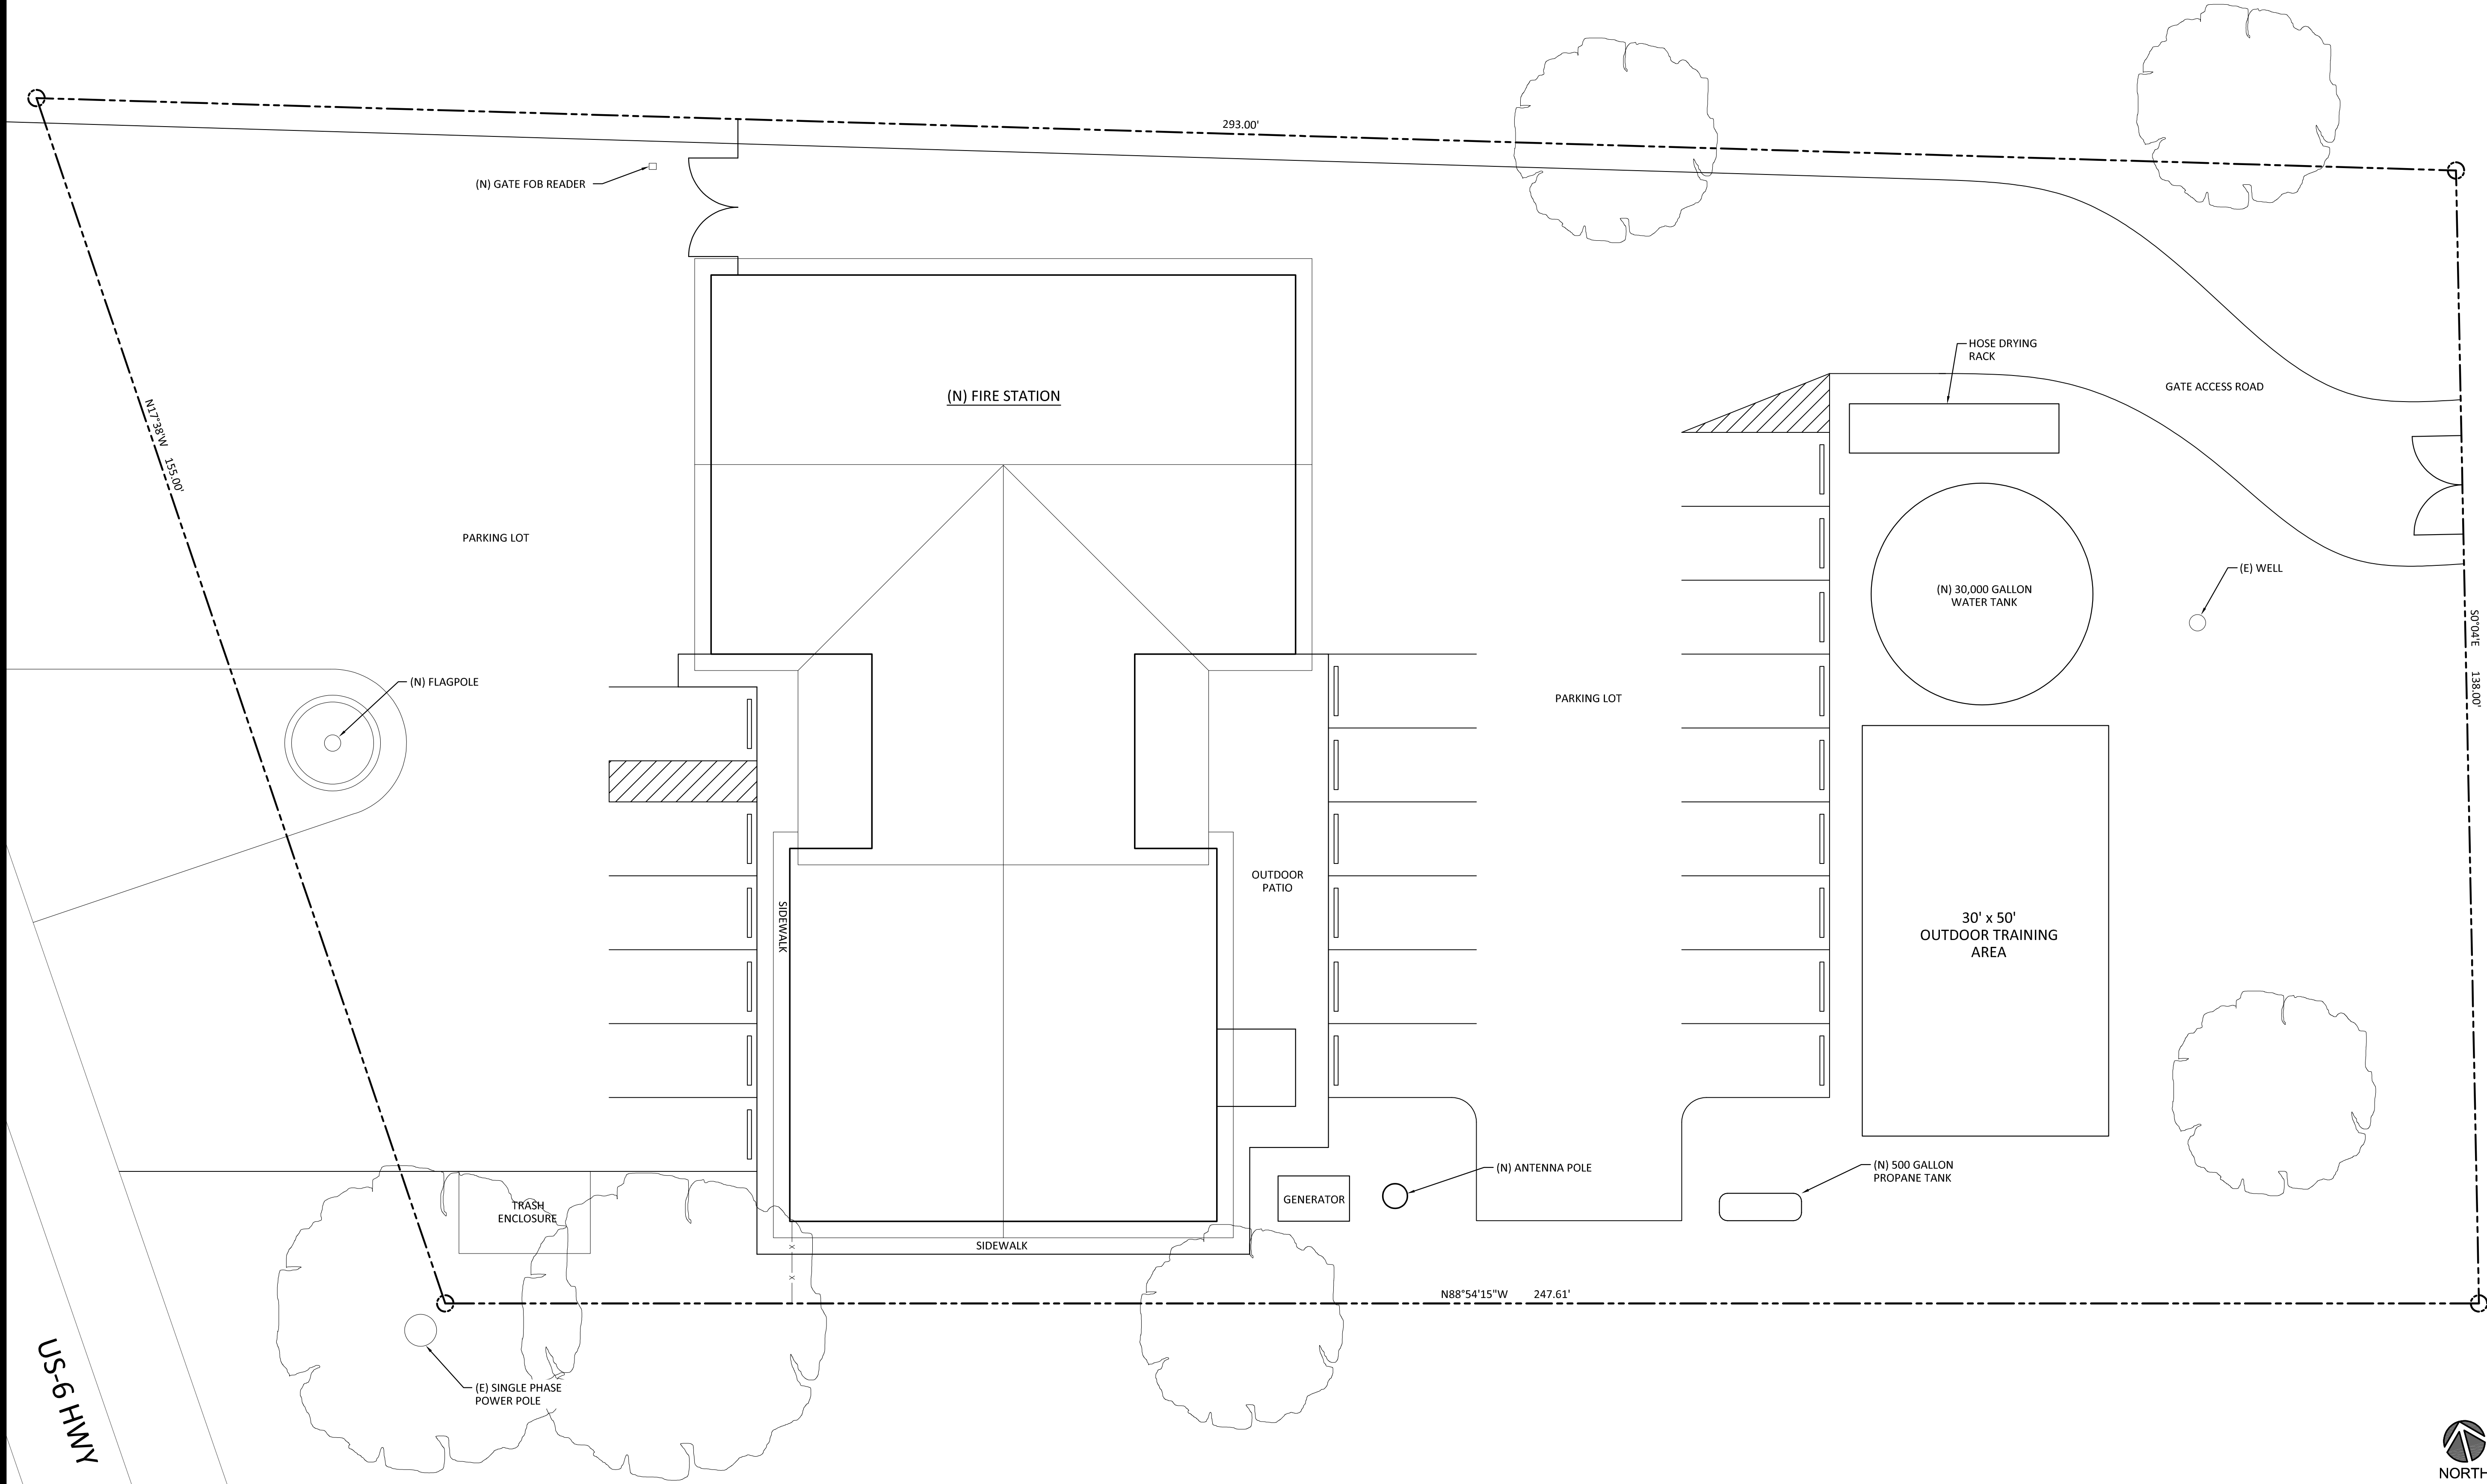 293.00'
(N) GATE FOB READER
HOSE DRYING
RACK
GATE ACCESS ROAD
(N) FIRE STATION
N17°38'W 155.00'
PARKING LOT
(E) WELL
(N) 30,000 GALLON
WATER TANK
S0°04'E 138.00'
(N) FLAGPOLE
PARKING LOT
OUTDOOR
PATIO
SIDEWALK
30' x 50'
OUTDOOR TRAINING
AREA
(N) ANTENNA POLE
(N) 500 GALLON
PROPANE TANK
TRASH
ENCLOSURE
GENERATOR
SIDEWALK
X
X
N88°54'15"W 247.61'
(E) SINGLE PHASE
POWER POLE
US-6 HWY
NORTH